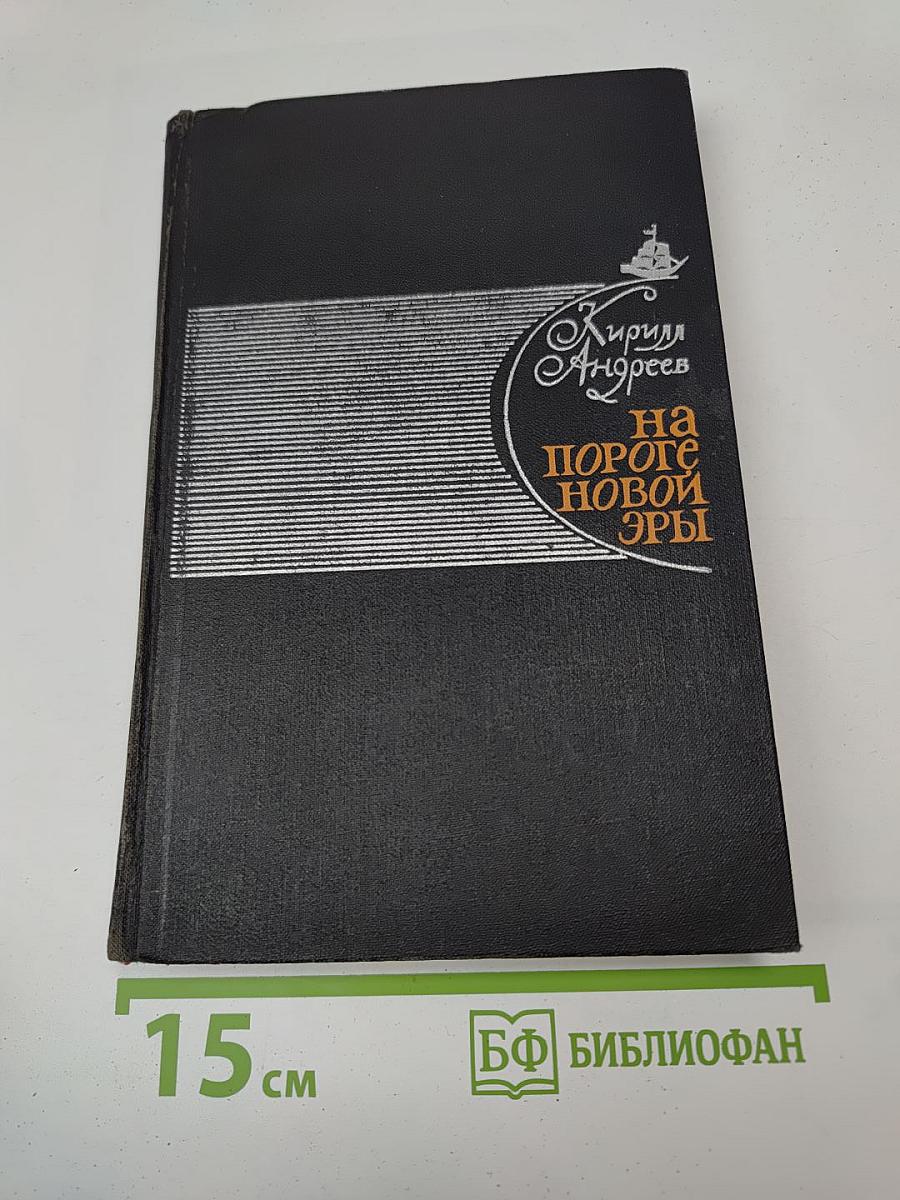 Кирилл
Андреев
на
пороге
новой
эры
15 см
БФ БИБЛИОФАН